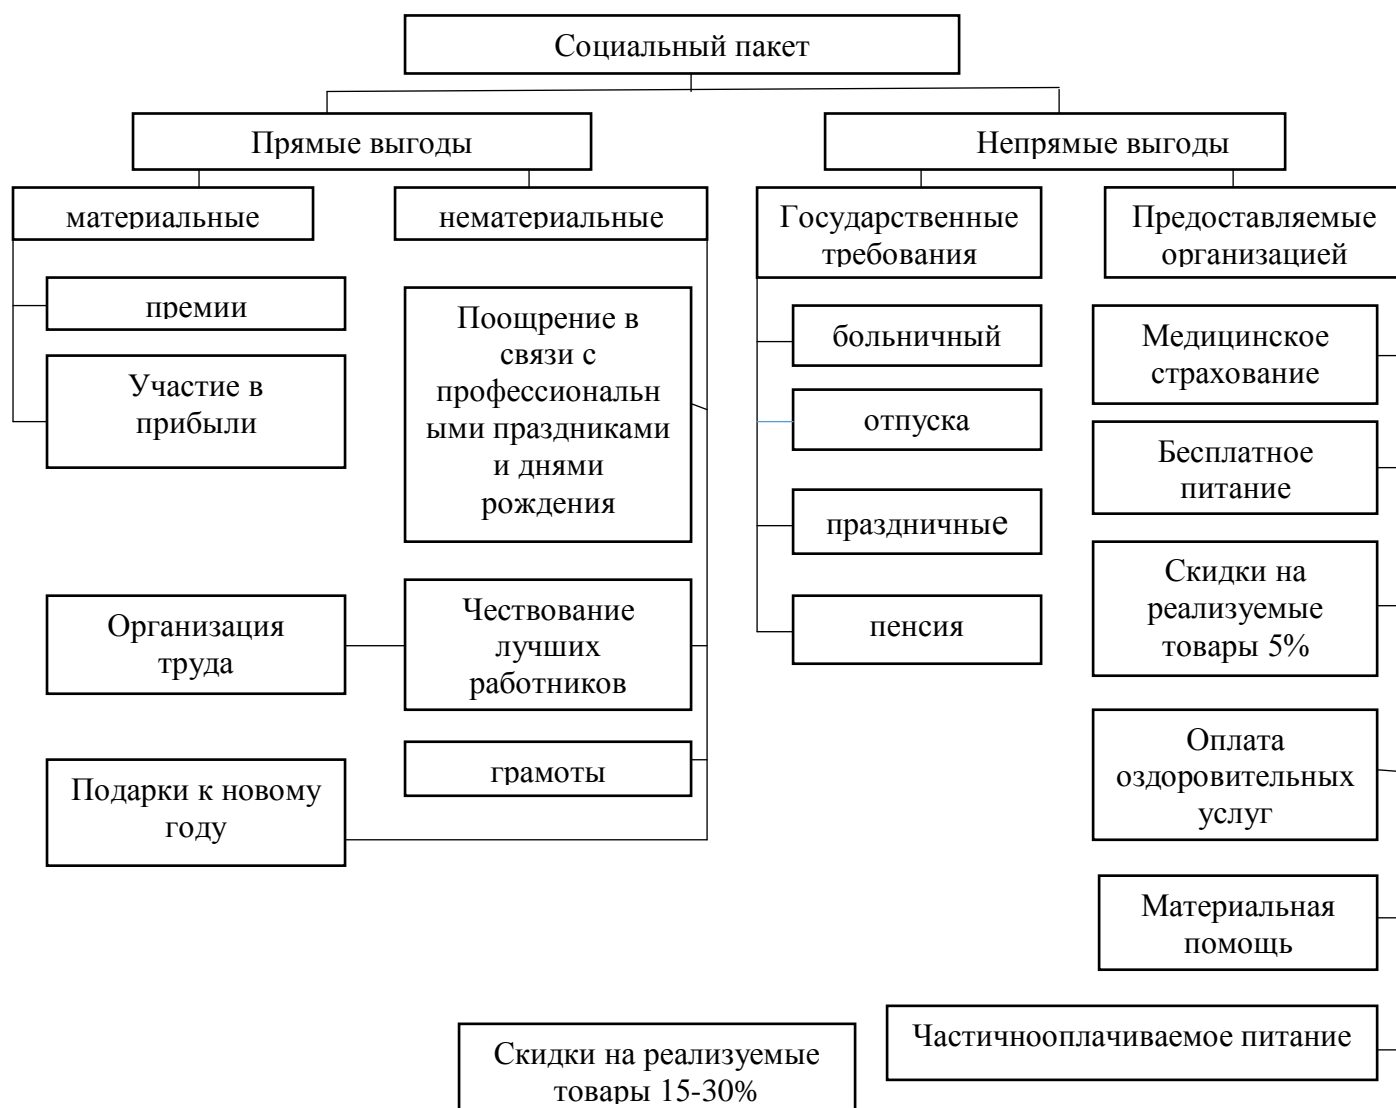 Социальный пакет
Прямые выгоды
Непрямые выгоды
материальные
нематериальные
Государственные
требования
Предоставляемые
организацией
премии
Участие в
прибыли
Поощрение в
связи с
профессиональн
ыми праздниками
и днями
рождения
Организация
труда
Чествование
лучших
работников
грамоты
Подарки к новому
году
больничный
отпуска
праздничные
пенсия
Медицинское
страхование
Бесплатное
питание
Скидки на
реализуемые
товары 5%
Оплата
оздоровительных
услуг
Материальная
помощь
Частичнооплачиваемое питание
Скидки на реализуемые
товары 15-30%